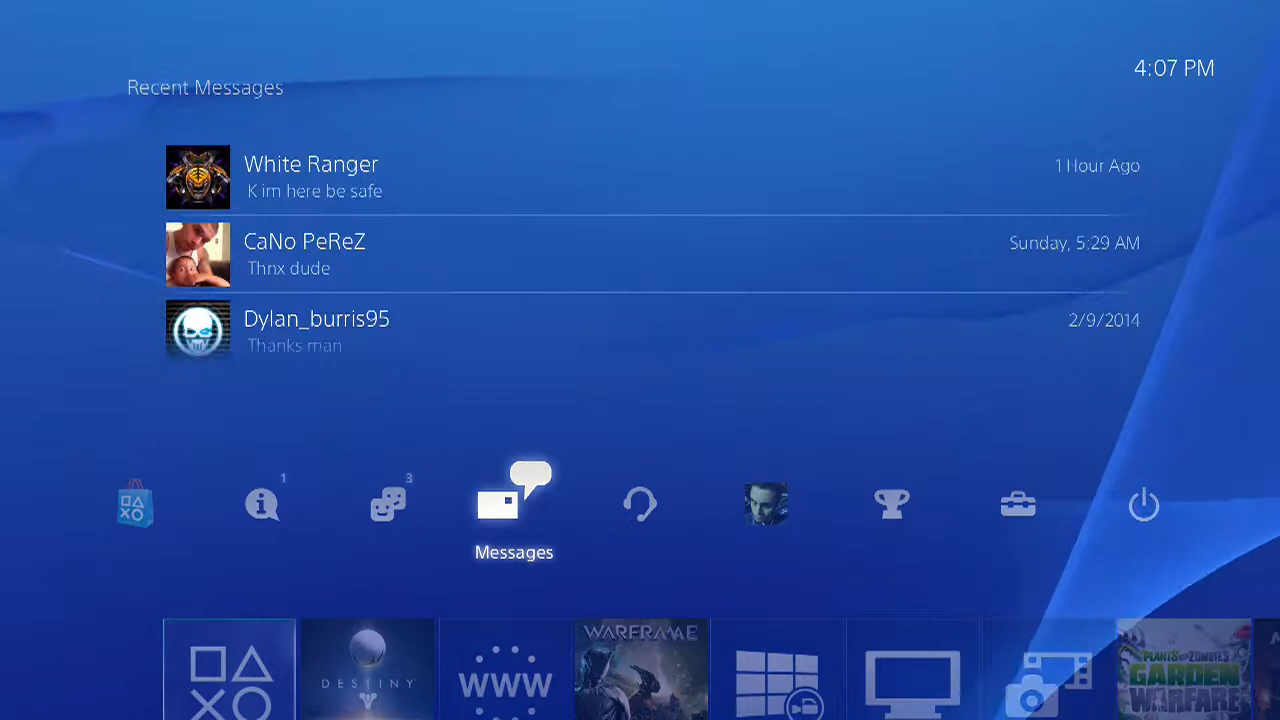 4:07 PM
Recent Messages
White Ranger
1 Hour Ago
K im here be safe
CaNo PeReZ
Sunday, 5:29 AM
Thnx dude
Dylan_burris95
2/9/2014
Thanks man
1
3
Messages
WARFRAME
DESTINY
WWW
PLANTS vs. ZOMBIES
GARDEN
WARFARE